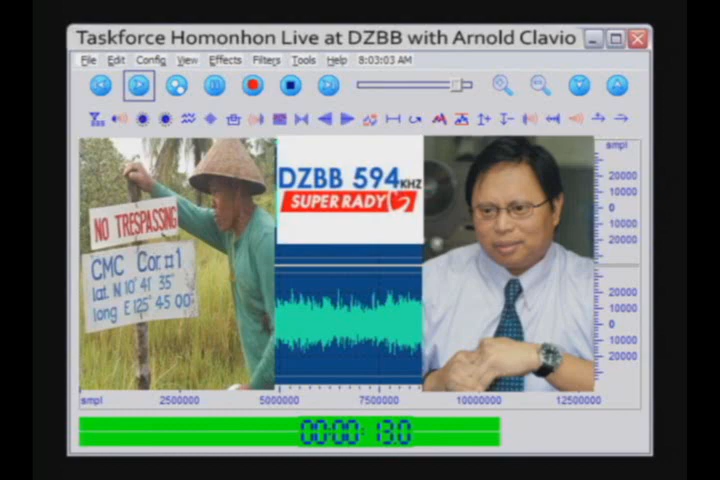 Taskforce Homonhon Live at DZBB with Arnold Clavio
File Edit Config View Effects Filters Tools Help 8:03:03 AM
NO TRESPASSING
CMC Cor #1
lat. N 10° 41' 35"
long E 125° 45' 00"
DZBB 594 KHZ
SUPER RADYO
smpl
20000
10000
0
10000
20000
20000
10000
0
10000
20000
smpl 2500000 5000000 7500000 10000000 12500000
00:00: 13.0